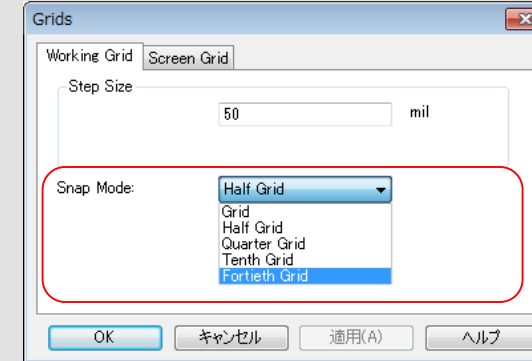 Grids
Working Grid Screen Grid
Step Size
50 mil
Snap Mode: Half Grid
Grid
Half Grid
Quarter Grid
Tenth Grid
Fortieth Grid
OK キャンセル 適用(A) ヘルプ